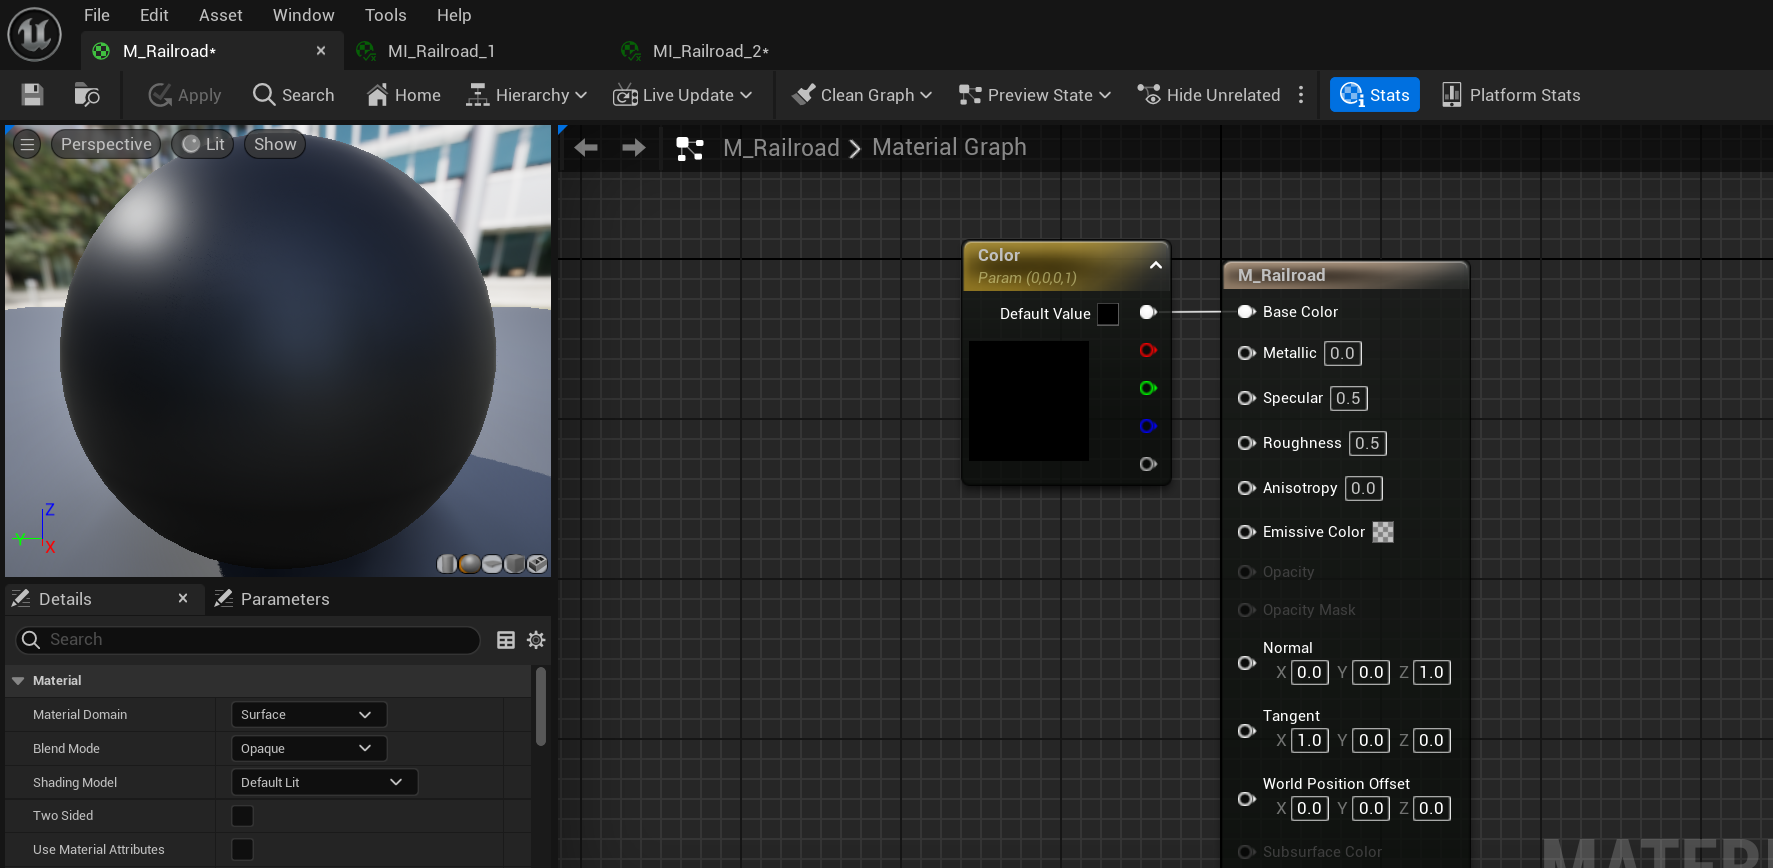 File Edit Asset Window Tools Help
M_Railroad* MI_Railroad_1 MI_Railroad_2*
Apply Search Home Hierarchy Live Update Clean Graph Preview State Hide Unrelated Stats Platform Stats
Perspective Lit Show
M_Railroad Material Graph
Color
Param (0,0,0,1)
Default Value
M_Railroad
Base Color
Metallic 0.0
Specular 0.5
Roughness 0.5
Anisotropy 0.0
Emissive Color
Opacity
Opacity Mask
Normal
X 0.0 Y 0.0 Z 1.0
Tangent
X 1.0 Y 0.0 Z 0.0
World Position Offset
X 0.0 Y 0.0 Z 0.0
Subsurface Color
Z
Y
X
Details Parameters
Search
Material
Material Domain Surface
Blend Mode Opaque
Shading Model Default Lit
Two Sided
Use Material Attributes